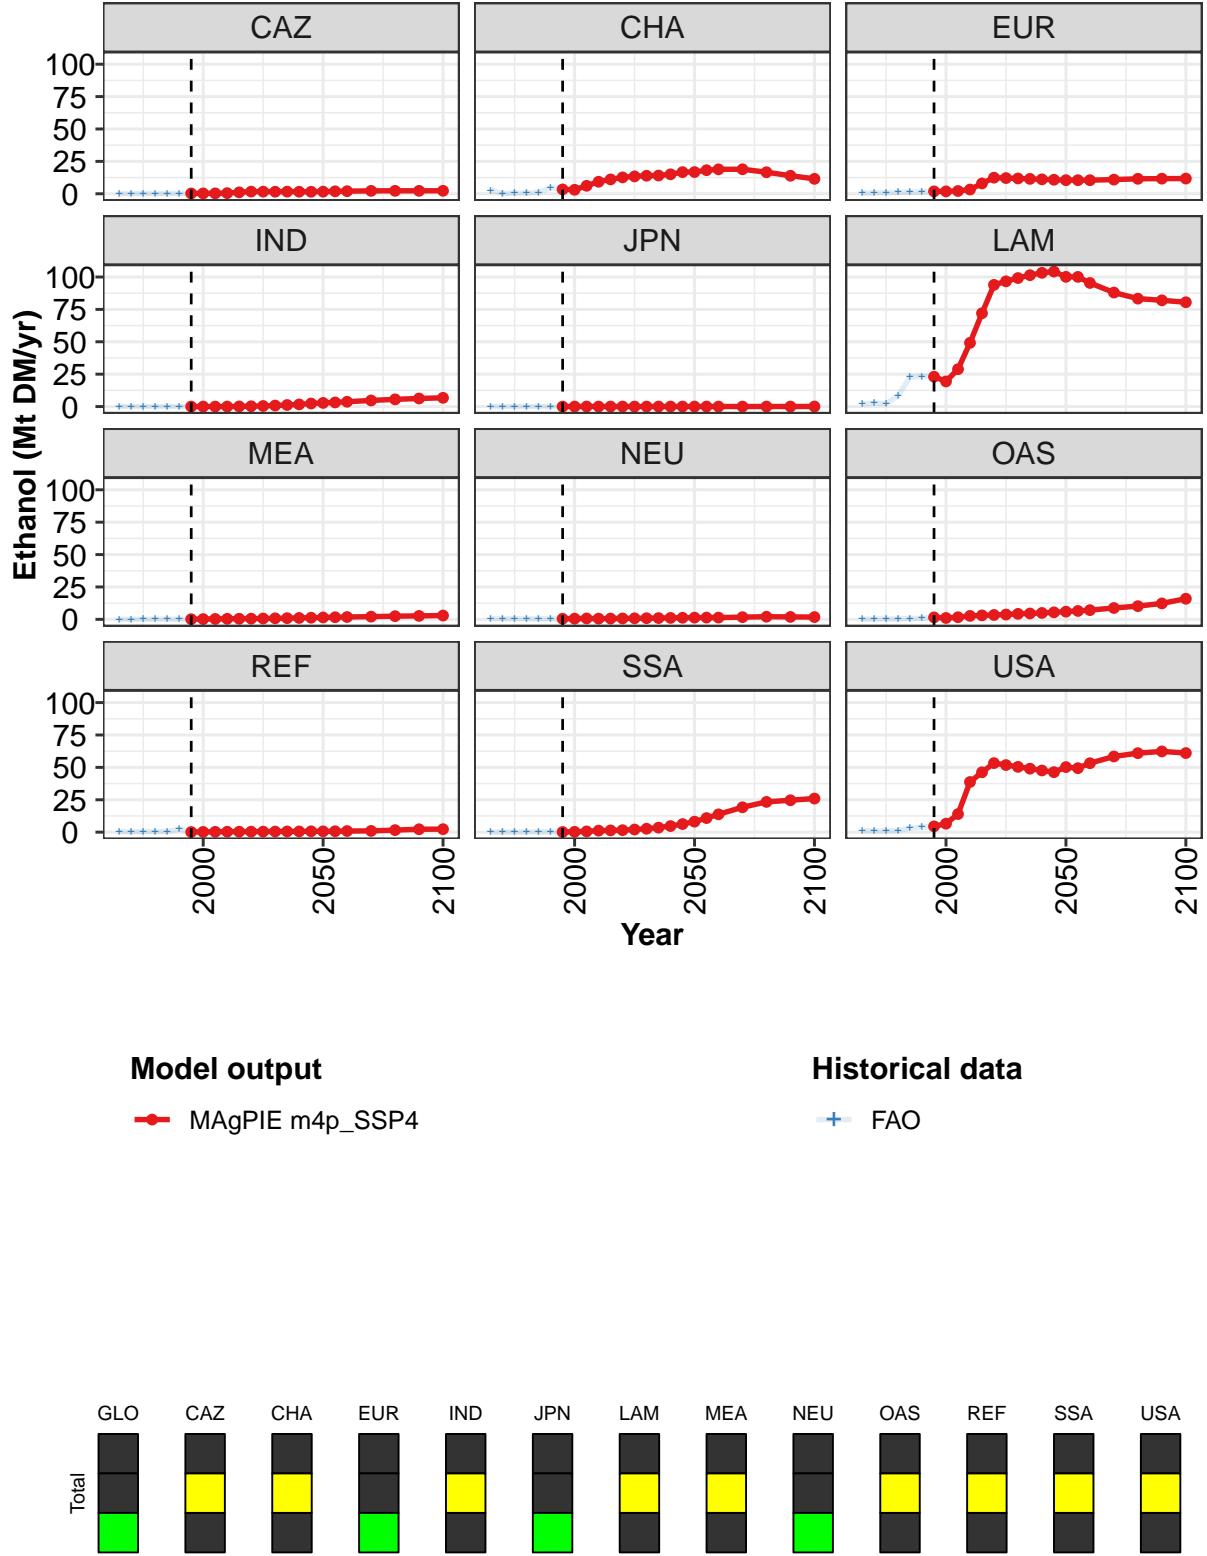 CAZ CHA EUR
100
75
50
25
0
IND JPN LAM
100
75
50
25
0
MEA NEU OAS
100
75
50
25
0
REF SSA USA
100
75
50
25
0
Ethanol (Mt DM/yr)
2000 2050 2100 2000 2050 2100 2000 2050 2100
Year
Model output
MAgPIE m4p_SSP4
Historical data
FAO
GLO CAZ CHA EUR IND JPN LAM MEA NEU OAS REF SSA USA
Total